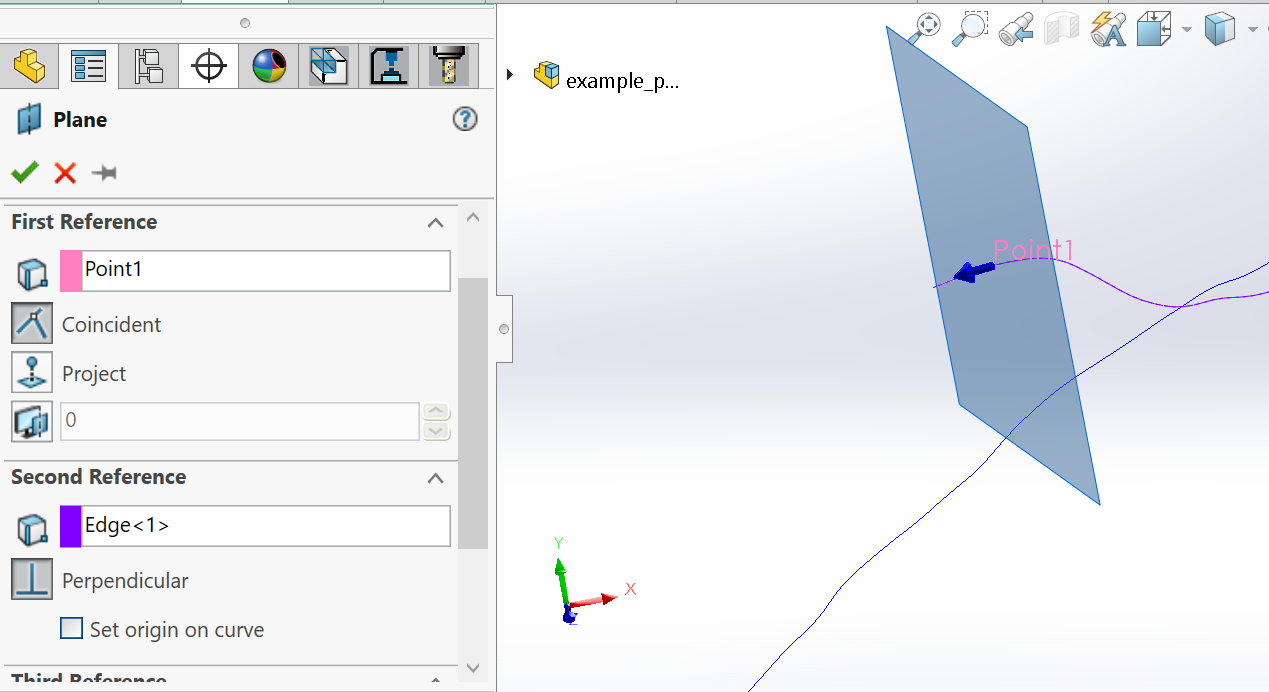 example_p...
Plane
First Reference
Point1
Coincident
Project
0
Second Reference
Edge<1>
Perpendicular
Set origin on curve
Third Reference
Point1
Y
X
Z